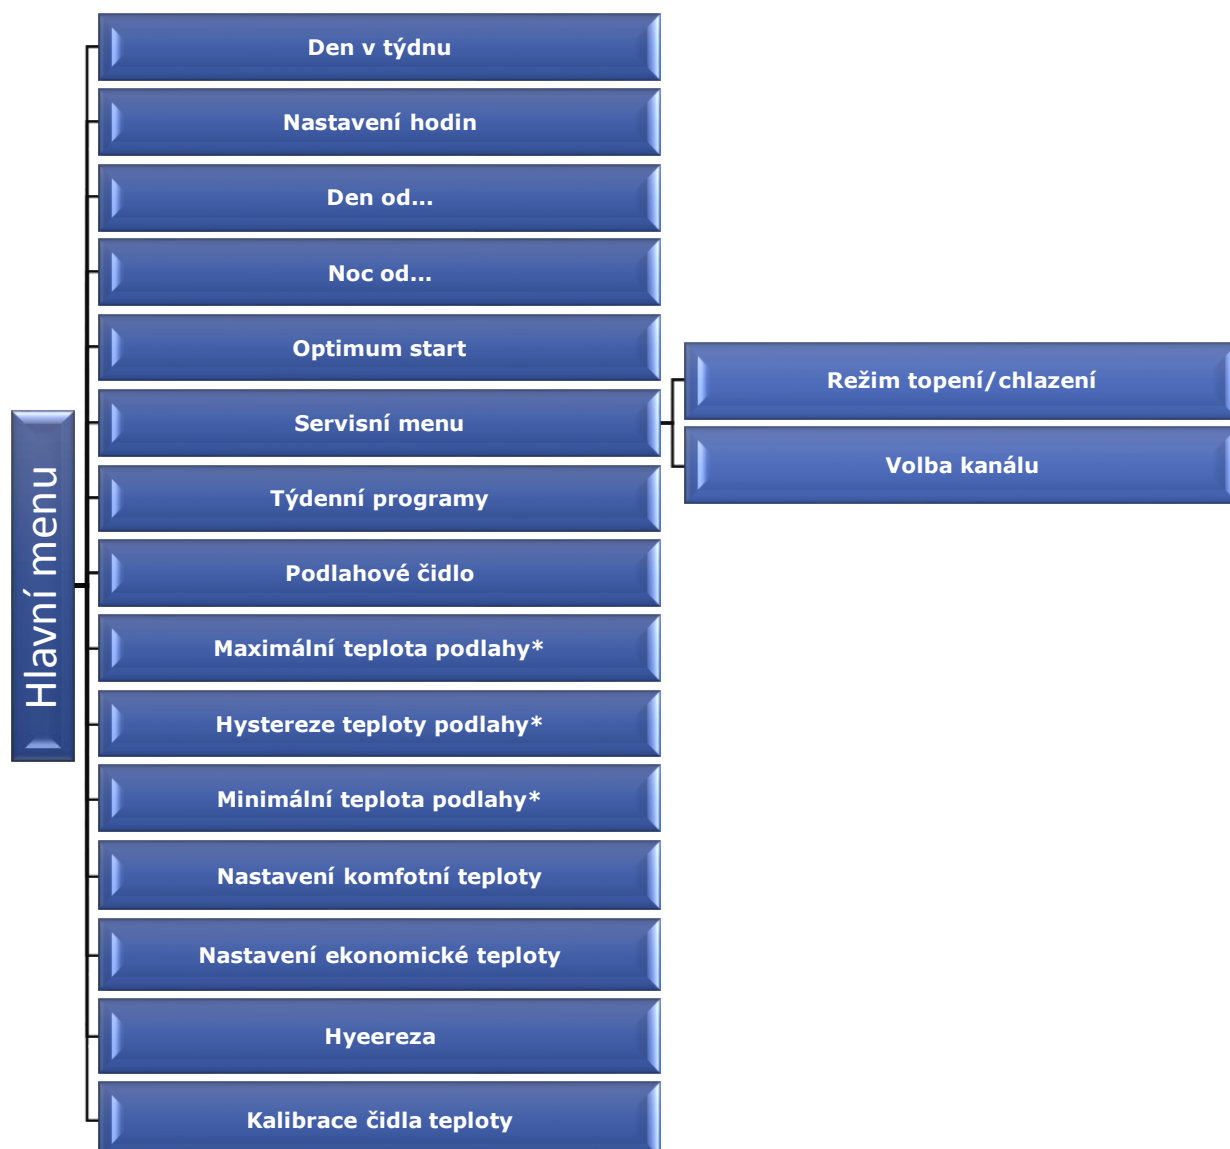 Hlavní menu
Den v týdnu
Nastavení hodin
Den od...
Noc od...
Optimum start
Servisní menu
Režim topení/chlazení
Volba kanálu
Týdenní programy
Podlahové čidlo
Maximální teplota podlahy*
Hystereze teploty podlahy*
Minimální teplota podlahy*
Nastavení komfotní teploty
Nastavení ekonomické teploty
Hyeereza
Kalibrace čidla teploty